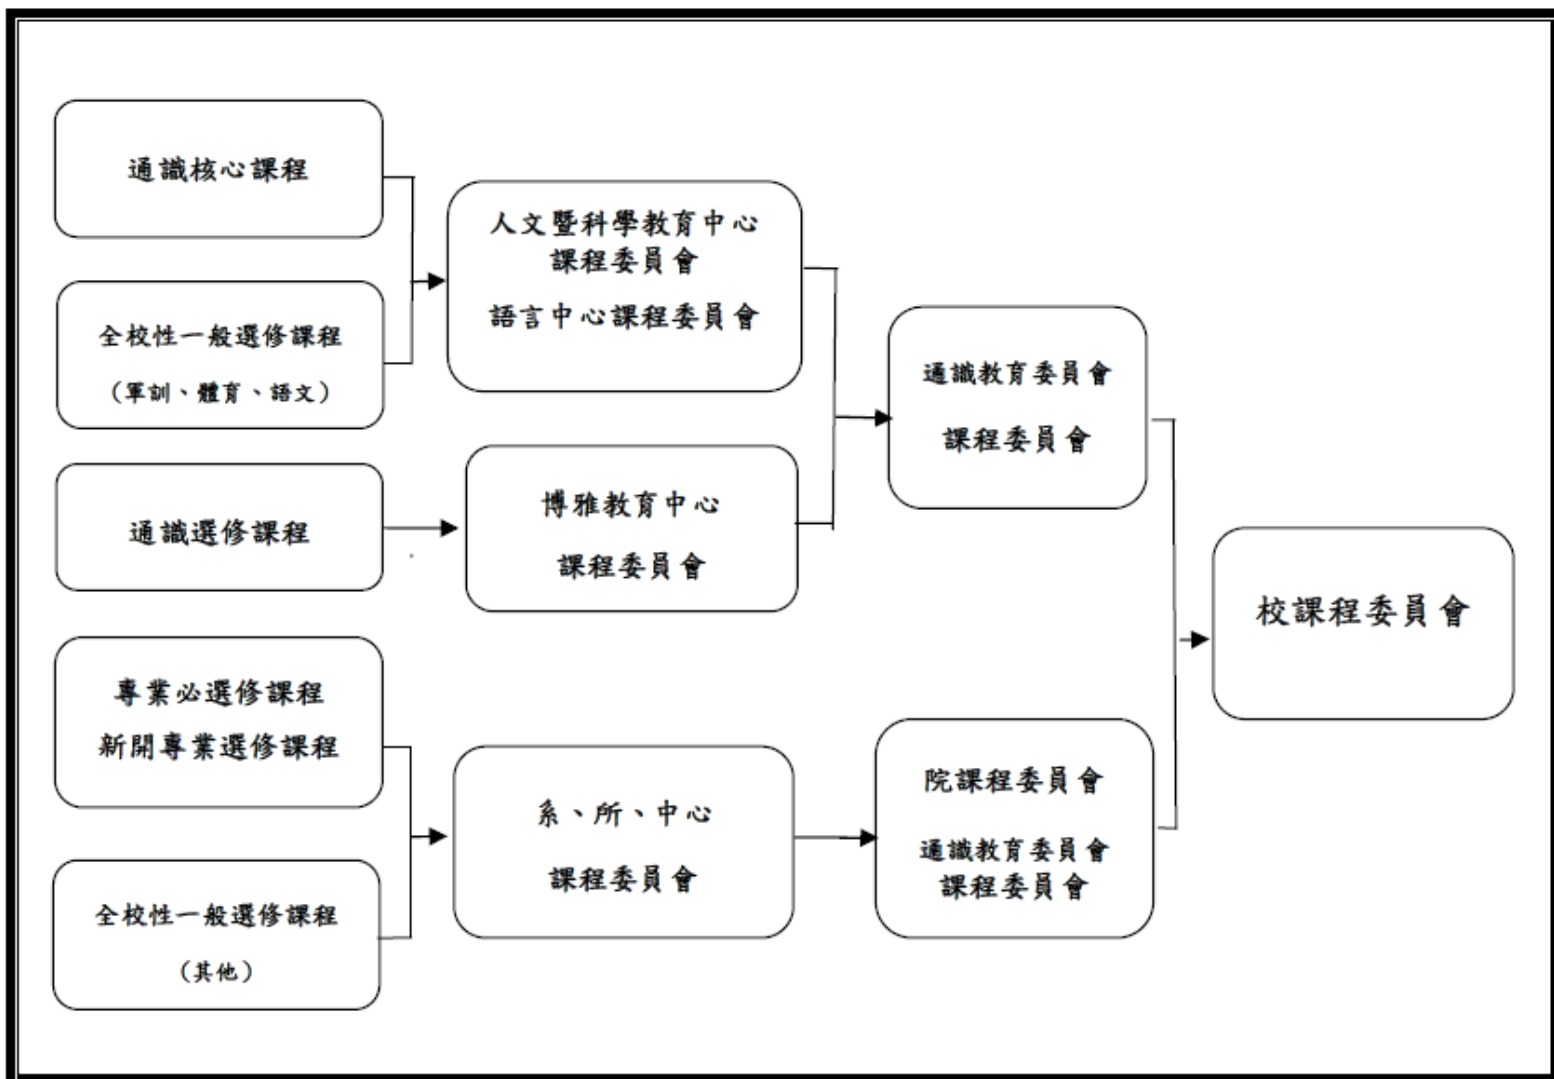 通識核心課程
全校性一般選修課程
（軍訓、體育、語文）
通識選修課程
專業必選修課程
新開專業選修課程
全校性一般選修課程
（其他）
人文暨科學教育中心
課程委員會
語言中心課程委員會
博雅教育中心
課程委員會
系、所、中心
課程委員會
通識教育委員會
課程委員會
院課程委員會
通識教育委員會
課程委員會
校課程委員會